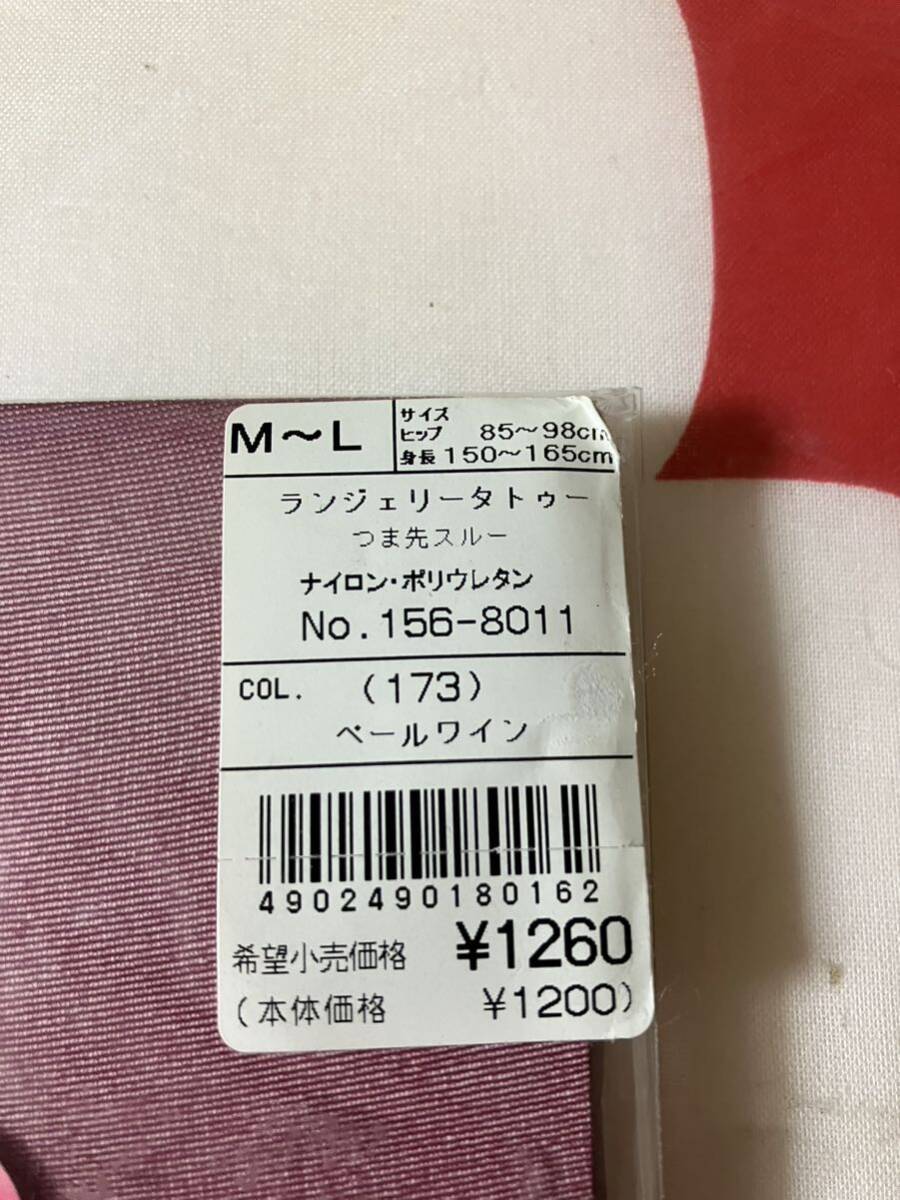 M～L
サイズ
ヒップ 85～98cm
身長 150～165cm
ランジェリータトゥー
つま先スルー
ナイロン・ポリウレタン
No.156-8011
COL. (173)
ペールワイン
4902490180162
希望小売価格 ¥1260
(本体価格 ¥1200)